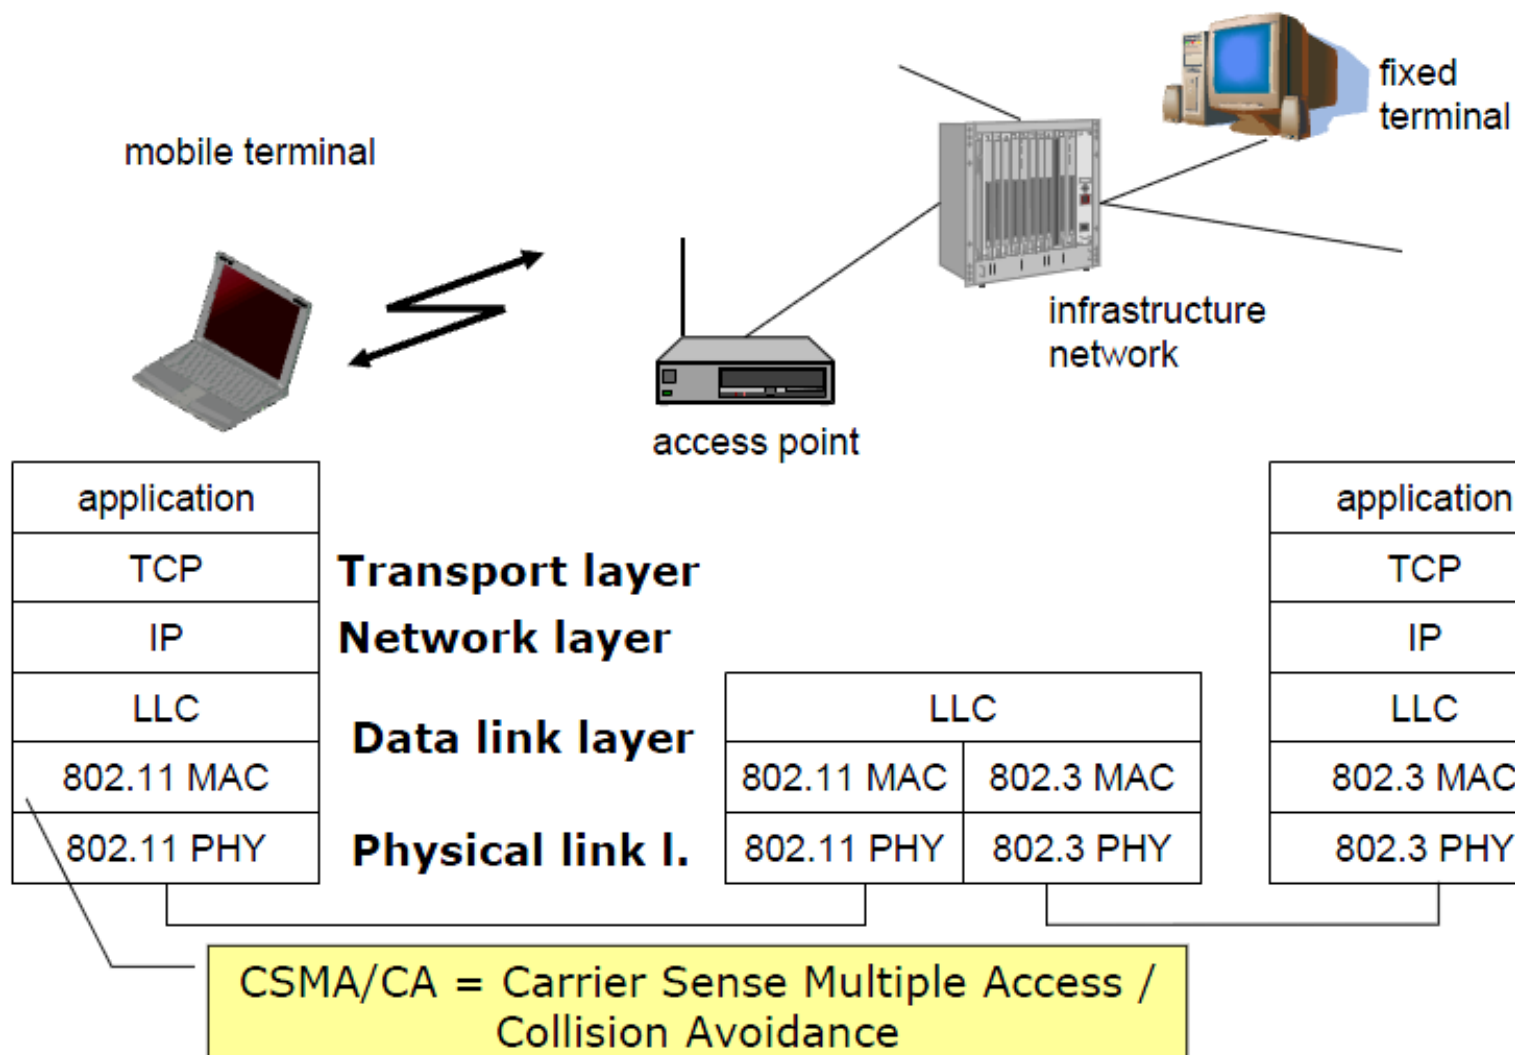 mobile terminal
fixed
terminal
infrastructure
network
access point
application
TCP
IP
LLC
802.11 MAC
802.11 PHY
Transport layer
Network layer
Data link layer
Physical link l.
LLC
802.11 MAC
802.3 MAC
802.11 PHY
802.3 PHY
application
TCP
IP
LLC
802.3 MAC
802.3 PHY
CSMA/CA = Carrier Sense Multiple Access /
Collision Avoidance